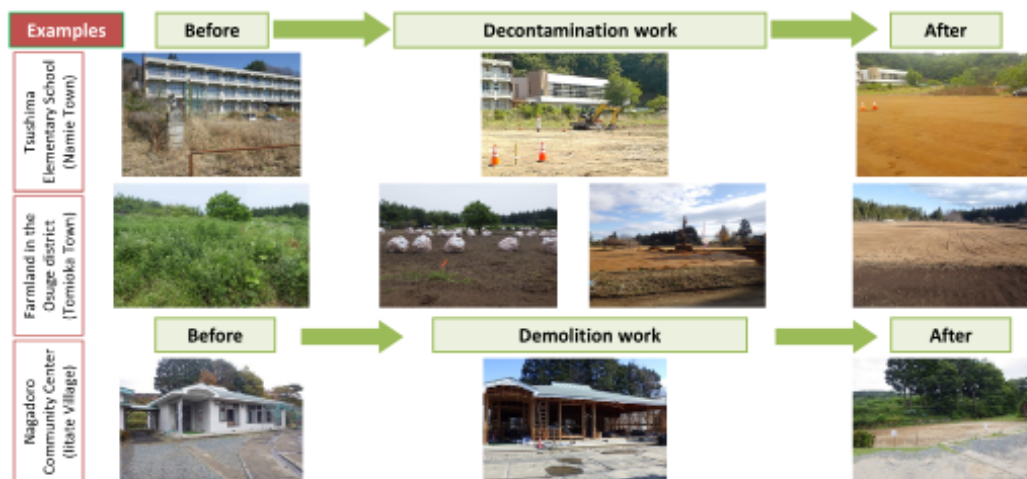 Examples
Before
Decontamination work
After
Tsushima
Elementary School
(Namie Town)
Farmland in the
Osuge district
(Tomioka Town)
Before
Demolition work
After
Nagadoro
Community Center
(Iitate Village)